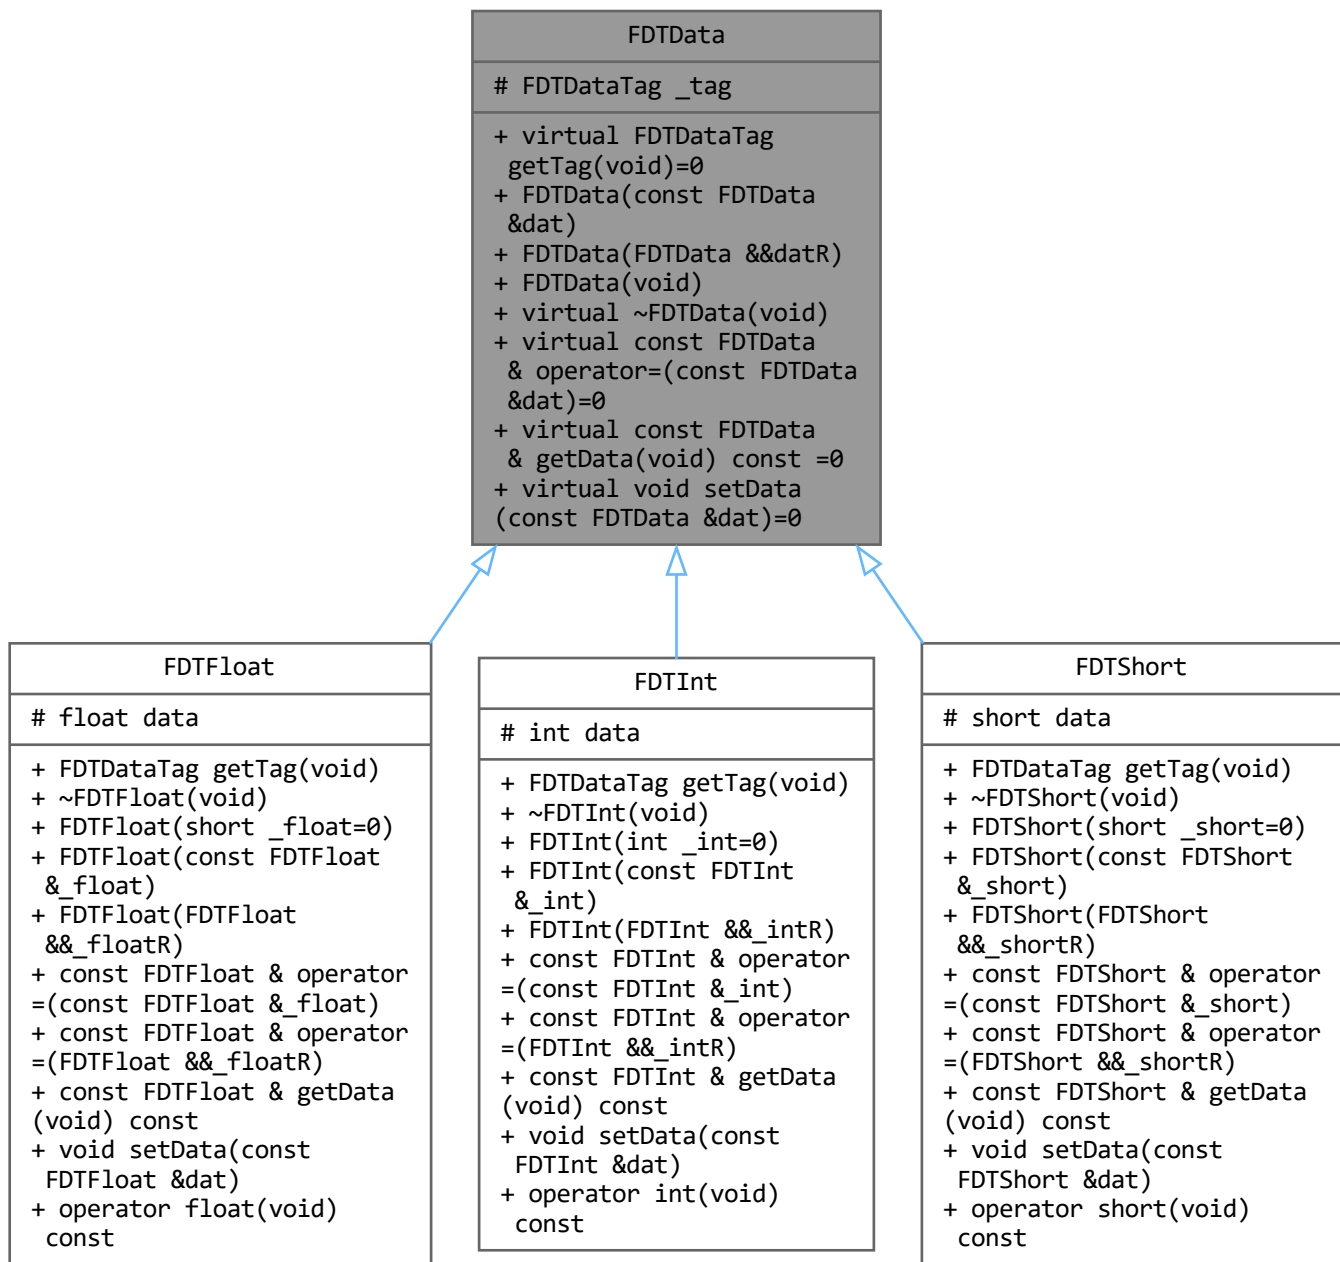 FDTData
# FDTDataTag _tag
+ virtual FDTDataTag
getTag(void)=0
+ FDTData(const FDTData
&dat)
+ FDTData(FDTData &&datR)
+ FDTData(void)
+ virtual ~FDTData(void)
+ virtual const FDTData
& operator=(const FDTData
&dat)=0
+ virtual const FDTData
& getData(void) const =0
+ virtual void setData
(const FDTData &dat)=0
FDTFloat
# float data
+ FDTDataTag getTag(void)
+ ~FDTFloat(void)
+ FDTFloat(short _float=0)
+ FDTFloat(const FDTFloat
&_float)
+ FDTFloat(FDTFloat
&&_floatR)
+ const FDTFloat & operator
=(const FDTFloat &_float)
+ const FDTFloat & operator
=(FDTFloat &&_floatR)
+ const FDTFloat & getData
(void) const
+ void setData(const
FDTFloat &dat)
+ operator float(void)
const
FDTInt
# int data
+ FDTDataTag getTag(void)
+ ~FDTInt(void)
+ FDTInt(int _int=0)
+ FDTInt(const FDTInt
&_int)
+ FDTInt(FDTInt &&_intR)
+ const FDTInt & operator
=(const FDTInt &_int)
+ const FDTInt & operator
=(FDTInt &&_intR)
+ const FDTInt & getData
(void) const
+ void setData(const
FDTInt &dat)
+ operator int(void)
const
FDTShort
# short data
+ FDTDataTag getTag(void)
+ ~FDTShort(void)
+ FDTShort(short _short=0)
+ FDTShort(const FDTShort
&_short)
+ FDTShort(FDTShort
&&_shortR)
+ const FDTShort & operator
=(const FDTShort &_short)
+ const FDTShort & operator
=(FDTShort &&_shortR)
+ const FDTShort & getData
(void) const
+ void setData(const
FDTShort &dat)
+ operator short(void)
const